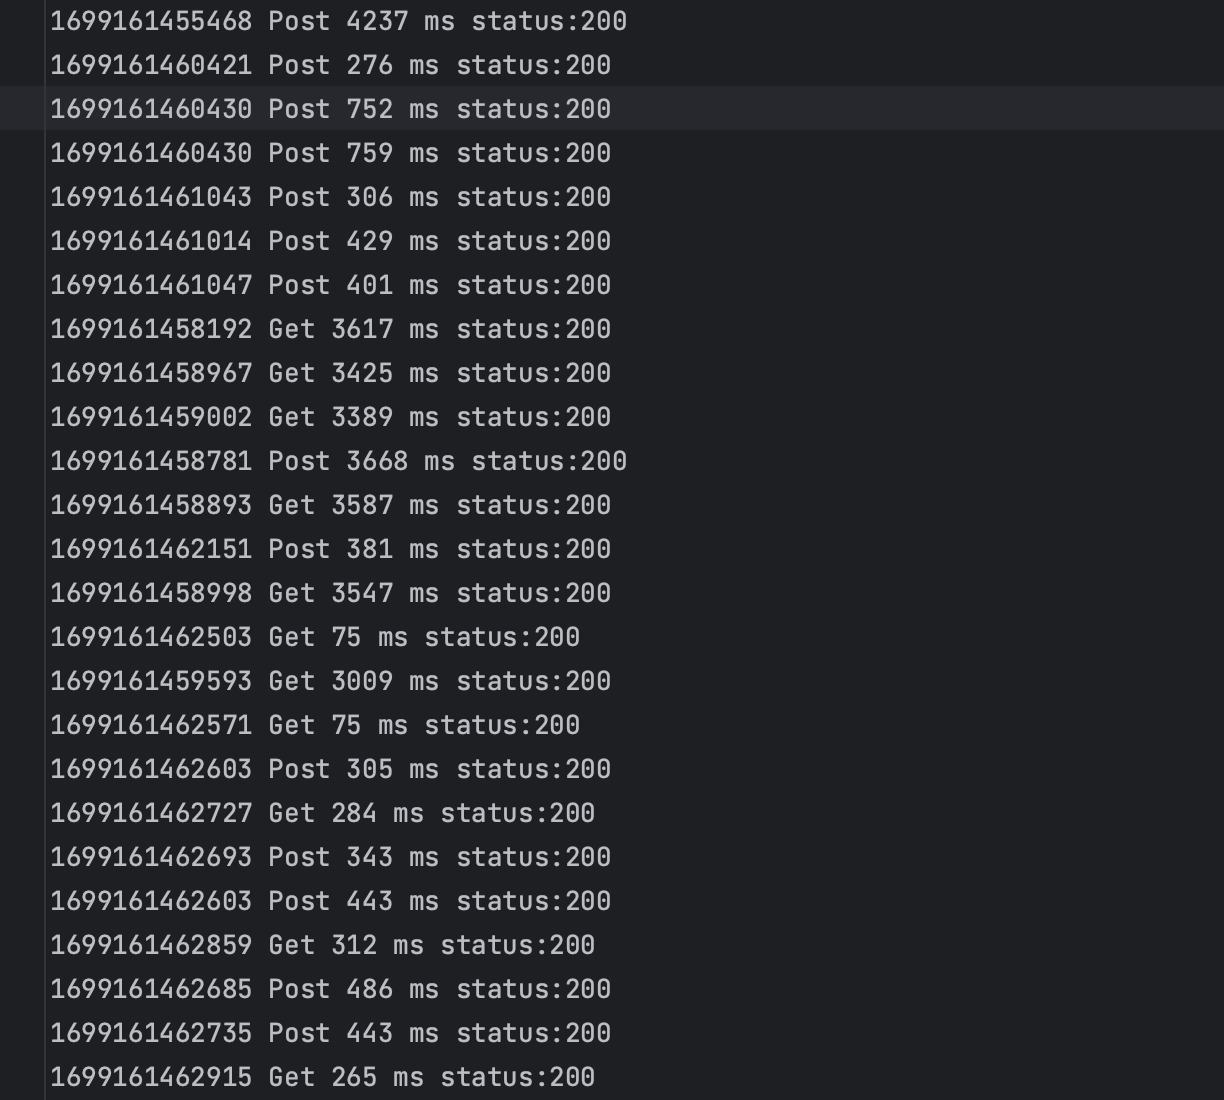 1699161455468 Post 4237 ms status:200
1699161460421 Post 276 ms status:200
1699161460430 Post 752 ms status:200
1699161460430 Post 759 ms status:200
1699161461043 Post 306 ms status:200
1699161461014 Post 429 ms status:200
1699161461047 Post 401 ms status:200
1699161458192 Get 3617 ms status:200
1699161458967 Get 3425 ms status:200
1699161459002 Get 3389 ms status:200
1699161458781 Post 3668 ms status:200
1699161458893 Get 3587 ms status:200
1699161462151 Post 381 ms status:200
1699161458998 Get 3547 ms status:200
1699161462503 Get 75 ms status:200
1699161459593 Get 3009 ms status:200
1699161462571 Get 75 ms status:200
1699161462603 Post 305 ms status:200
1699161462727 Get 284 ms status:200
1699161462693 Post 343 ms status:200
1699161462603 Post 443 ms status:200
1699161462859 Get 312 ms status:200
1699161462685 Post 486 ms status:200
1699161462735 Post 443 ms status:200
1699161462915 Get 265 ms status:200